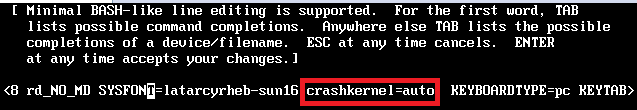 [ Minimal BASH-like line editing is supported.  For the first word, TAB
lists possible command completions.  Anywhere else TAB lists the possible
completions of a device/filename.  ESC at any time cancels.  ENTER
at any time accepts your changes.]
<8 rd_NO_MD SYSFONT=latarcyrheb-sun16 crashkernel=auto  KEYBOARDTYPE=pc KEYTAB>